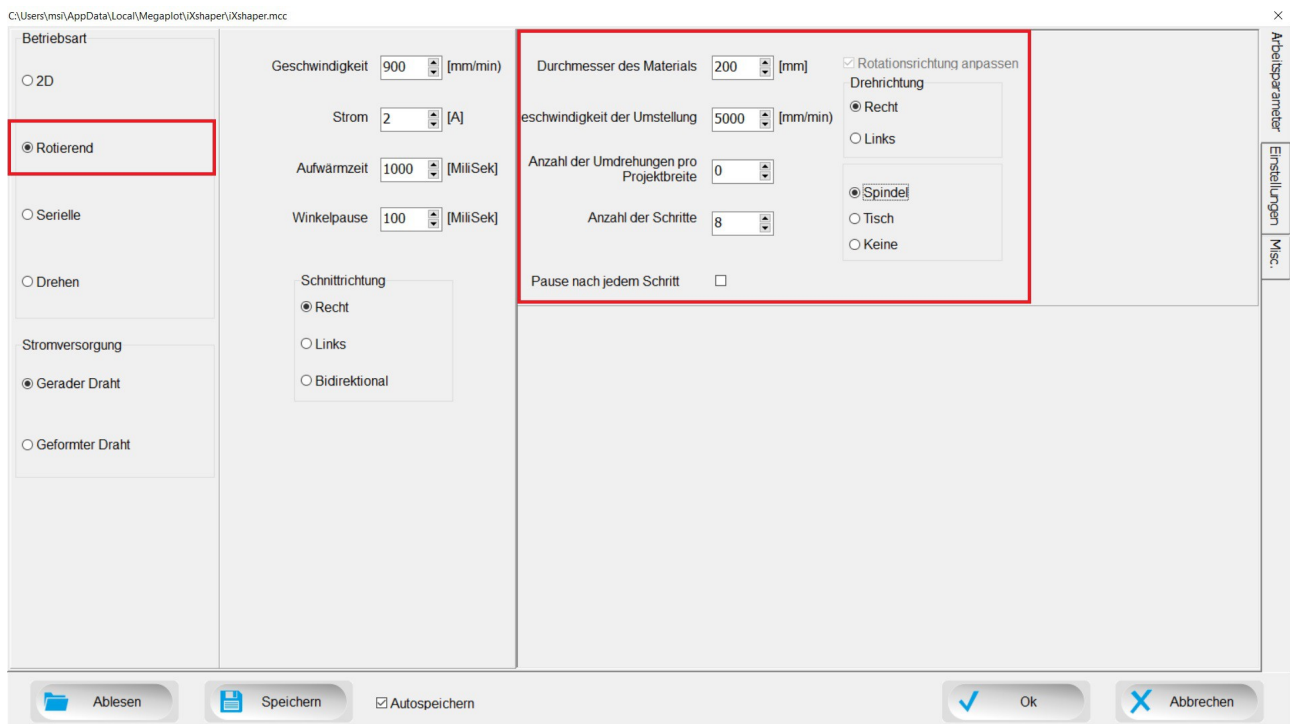 C:\Users\msi\AppData\Local\Megaplot\iXshaper\iXshaper.mcc
Betriebsart
2D
Rotierend
Serielle
Drehen
Stromversorgung
Gerader Draht
Geformter Draht
Geschwindigkeit 900 [mm/min)
Strom 2 [A]
Aufwärmzeit 1000 [MiliSek]
Winkelpause 100 [MiliSek]
Schnittrichtung
Recht
Links
Bidirektional
Durchmesser des Materials 200 [mm]
eschwindigkeit der Umstellung 5000 [mm/min)
Anzahl der Umdrehungen pro
Projektbreite 0
Anzahl der Schritte 8
Pause nach jedem Schritt
Rotationsrichtung anpassen
Drehrichtung
Recht
Links
Spindel
Tisch
Keine
Arbeitsparameter
Einstellungen
Misc.
Ablesen
Speichern
Autospeichern
Ok
Abbrechen